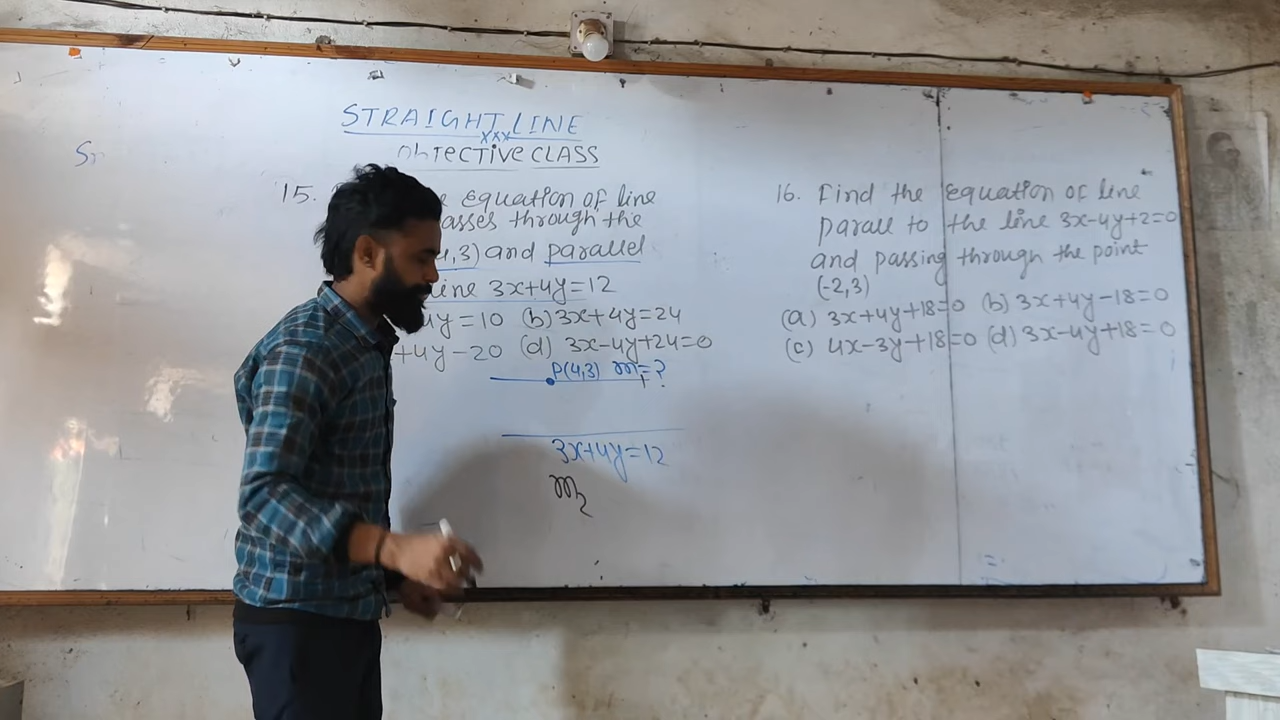 STRAIGHT LINE
xxx
OBJECTIVE CLASS
15.
Equation of line
asses through the
,3) and parallel
line 3x+4y=12
4y=10 (b) 3x+4y=24
+4y-20 (d) 3x-4y+24=0
P(4,3) m1=?
3x+4y=12
m2
16. Find the Equation of line
parall to the line 3x-4y+2=0
and passing through the point
(-2,3)
(a) 3x+4y+18=0 (b) 3x+4y-18=0
(c) 4x-3y+18=0 (d) 3x-4y+18=0